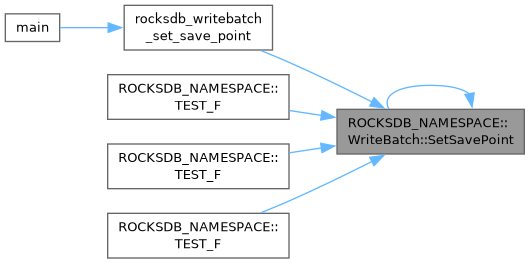 main
rocksdb_writebatch
_set_save_point
ROCKSDB_NAMESPACE::
TEST_F
ROCKSDB_NAMESPACE::
WriteBatch::SetSavePoint
ROCKSDB_NAMESPACE::
TEST_F
ROCKSDB_NAMESPACE::
TEST_F